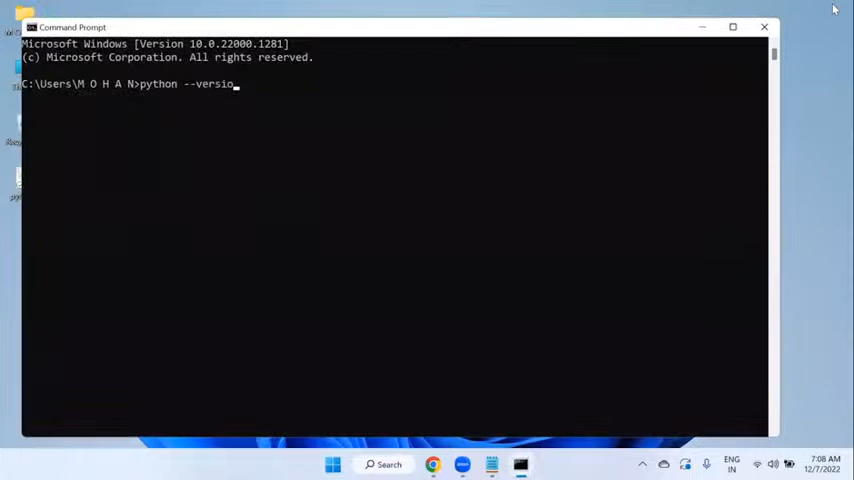 Command Prompt
Microsoft Windows [Version 10.0.22000.1281]
(c) Microsoft Corporation. All rights reserved.
C:\Users\M O H A N>python --versio
Search
zoom
ENG
IN
7:08 AM
12/7/2022